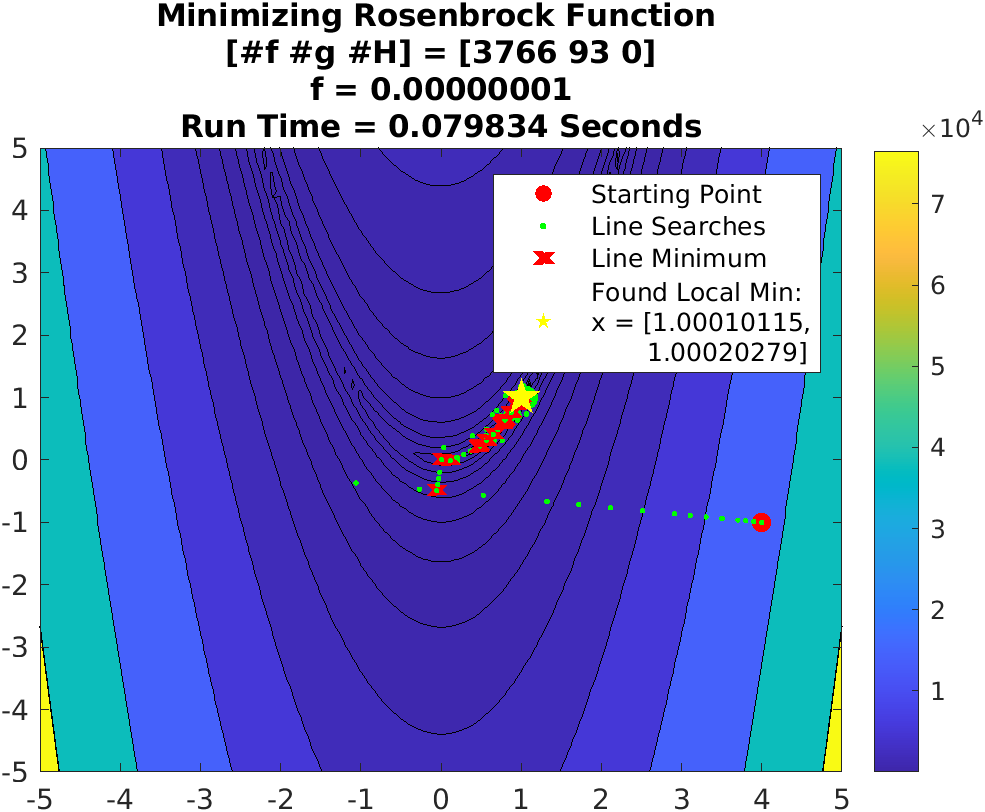 Minimizing Rosenbrock Function
[#f #g #H] = [3766 93 0]
f = 0.00000001
Run Time = 0.079834 Seconds
×10^4
5
4
3
2
1
0
-1
-2
-3
-4
-5
-5 -4 -3 -2 -1 0 1 2 3 4 5
Starting Point
Line Searches
Line Minimum
Found Local Min:
x = [1.00010115,
1.00020279]
7
6
5
4
3
2
1